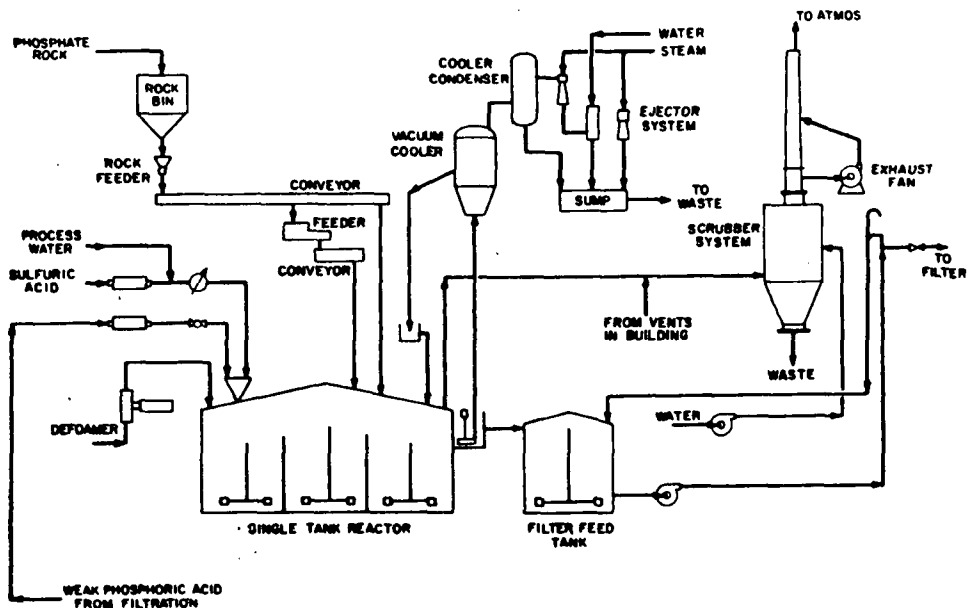 TO ATMOS
PHOSPHATE
ROCK
WATER
STEAM
COOLER
CONDENSER
ROCK
BIN
EJECTOR
SYSTEM
VACUUM
COOLER
ROCK
FEEDER
EXHAUST
FAN
CONVEYOR
SUMP
TO
WASTE
FEEDER
SCRUBBER
SYSTEM
PROCESS
WATER
CONVEYOR
TO
FILTER
SULFURIC
ACID
FROM VENTS
IN BUILDING
WASTE
WATER
DEFOAMER
SINGLE TANK REACTOR
FILTER FEED
TANK
WEAK PHOSPHORIC ACID
FROM FILTRATION